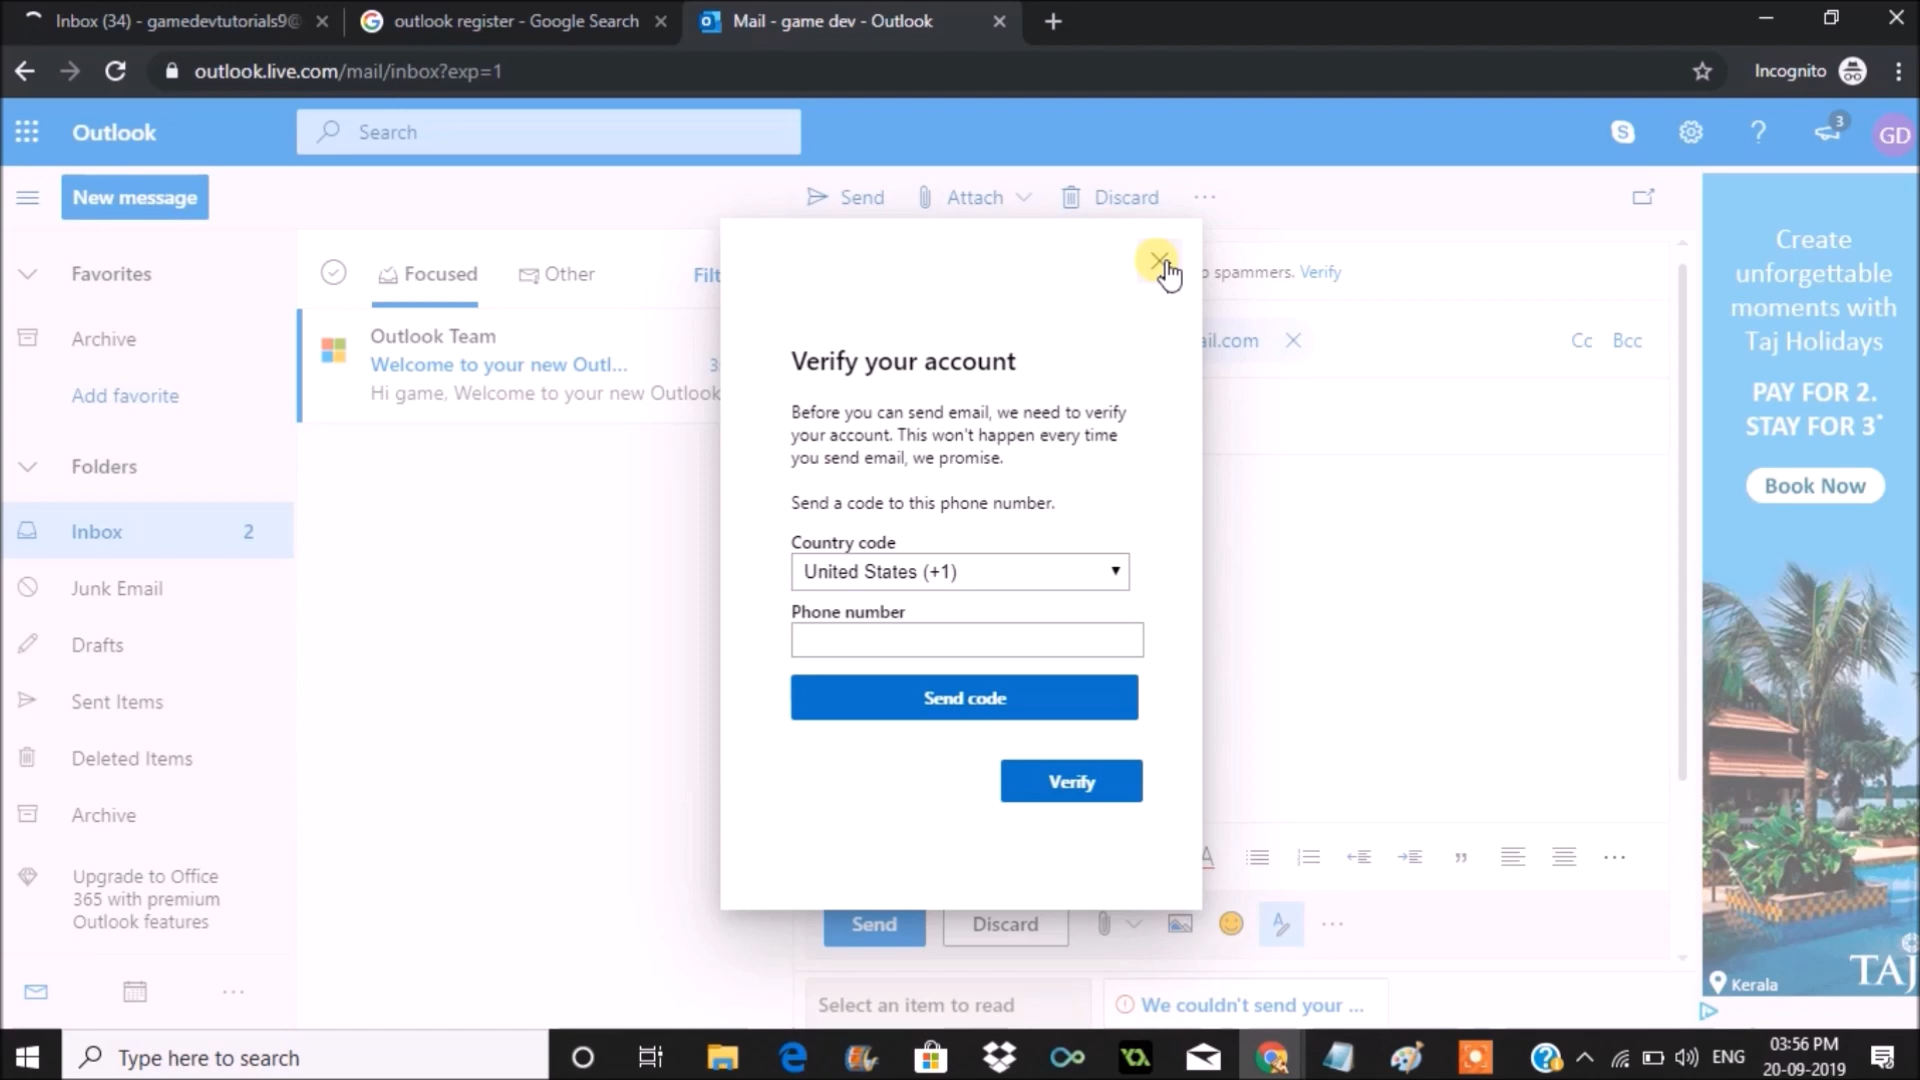 Inbox (34) - gamedevtutorials9@
outlook register - Google Search
Mail - game dev - Outlook
outlook.live.com/mail/inbox?exp=1
Incognito
Outlook
Search
3
GD
New message
Send
Attach
Discard
Favorites
Focused
Other
Filt
o spammers. Verify
Archive
Outlook Team
Welcome to your new Outl...
3
Hi game, Welcome to your new Outlook
ail.com
Cc
Bcc
Add favorite
Folders
Inbox
2
Junk Email
Drafts
Sent Items
Deleted Items
Archive
Upgrade to Office
365 with premium
Outlook features
Verify your account
Before you can send email, we need to verify
your account. This won't happen every time
you send email, we promise.
Send a code to this phone number.
Country code
United States (+1)
Phone number
Send code
Verify
Send
Discard
Select an item to read
We couldn't send your ...
Create
unforgettable
moments with
Taj Holidays
PAY FOR 2.
STAY FOR 3*
Book Now
Kerala
TAJ
Type here to search
ENG
03:56 PM
20-09-2019